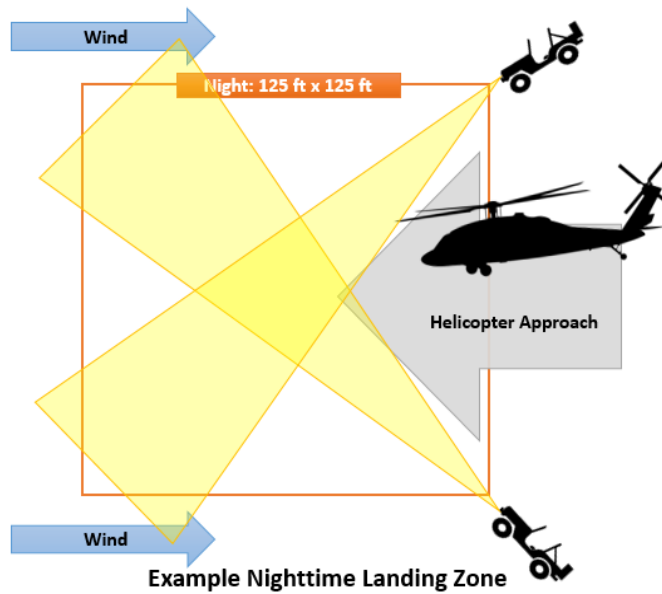 Wind
Night: 125 ft x 125 ft
Helicopter Approach
Wind
Example Nighttime Landing Zone